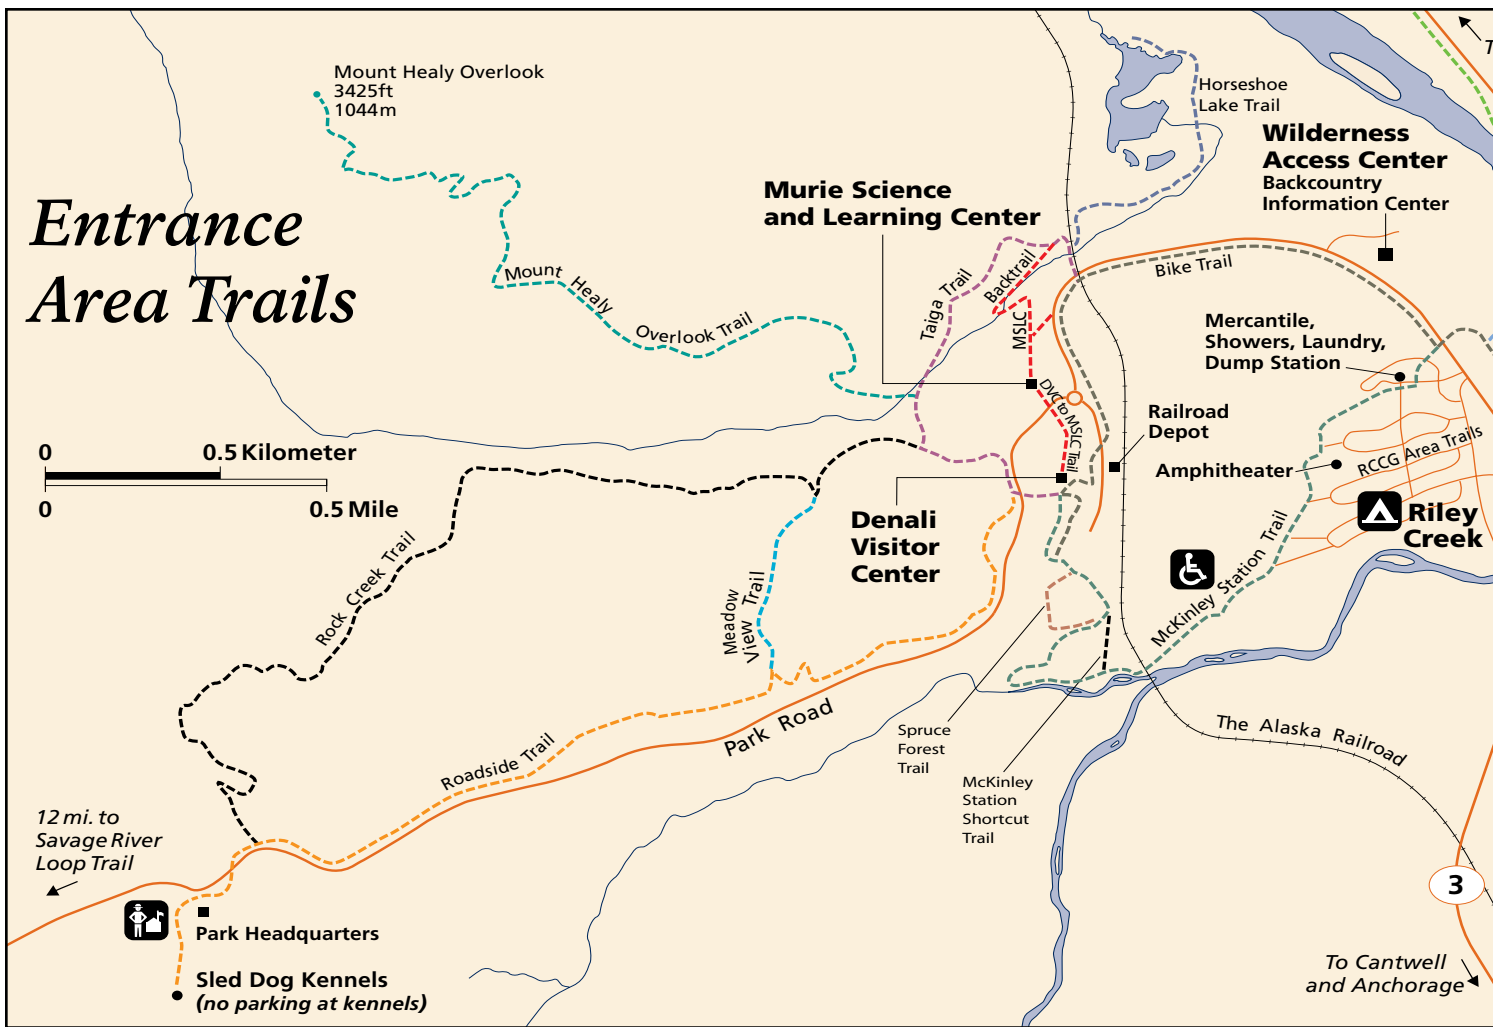 Mount Healy Overlook
3425ft
1044m
Entrance
Area Trails
Horseshoe
Lake Trail
T
Wilderness
Access Center
Backcountry
Information Center
Murie Science
and Learning Center
Mount Healy
Overlook Trail
Taiga Trail
Backtrail
MSLC
Bike Trail
Mercantile,
Showers, Laundry,
Dump Station
DVC to MSLC Trail
Railroad
Depot
Amphitheater
RCCG Area Trails
Riley
Creek
0
0.5 Kilometer
0
0.5 Mile
Denali
Visitor
Center
Rock Creek Trail
Meadow
View Trail
McKinley Station Trail
Roadside Trail
Park Road
Spruce
Forest
Trail
McKinley
Station
Shortcut
Trail
The Alaska Railroad
12 mi. to
Savage River
Loop Trail
3
Park Headquarters
Sled Dog Kennels
(no parking at kennels)
To Cantwell
and Anchorage